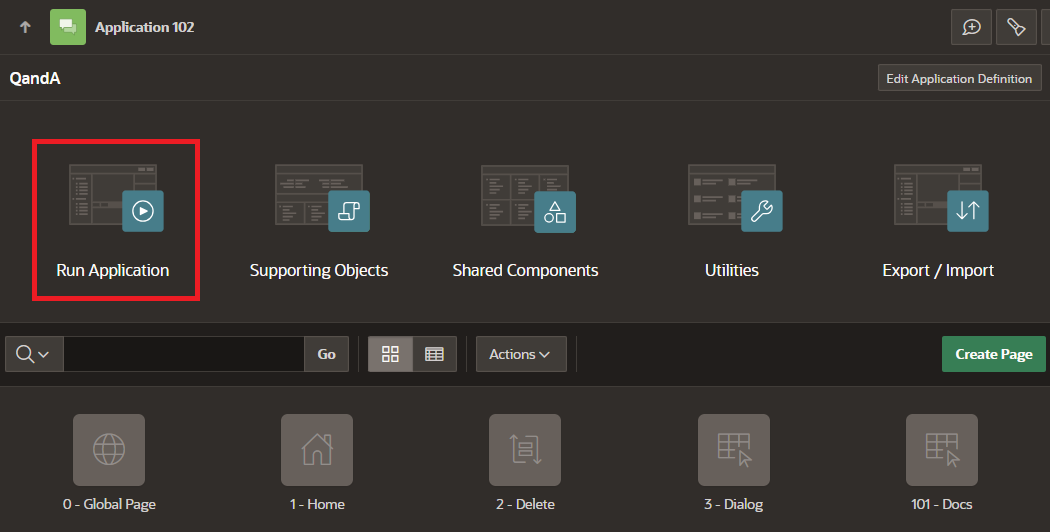 Application 102
QandA
Edit Application Definition
Run Application
Supporting Objects
Shared Components
Utilities
Export / Import
Go
Actions
Create Page
0 - Global Page
1 - Home
2 - Delete
3 - Dialog
101 - Docs